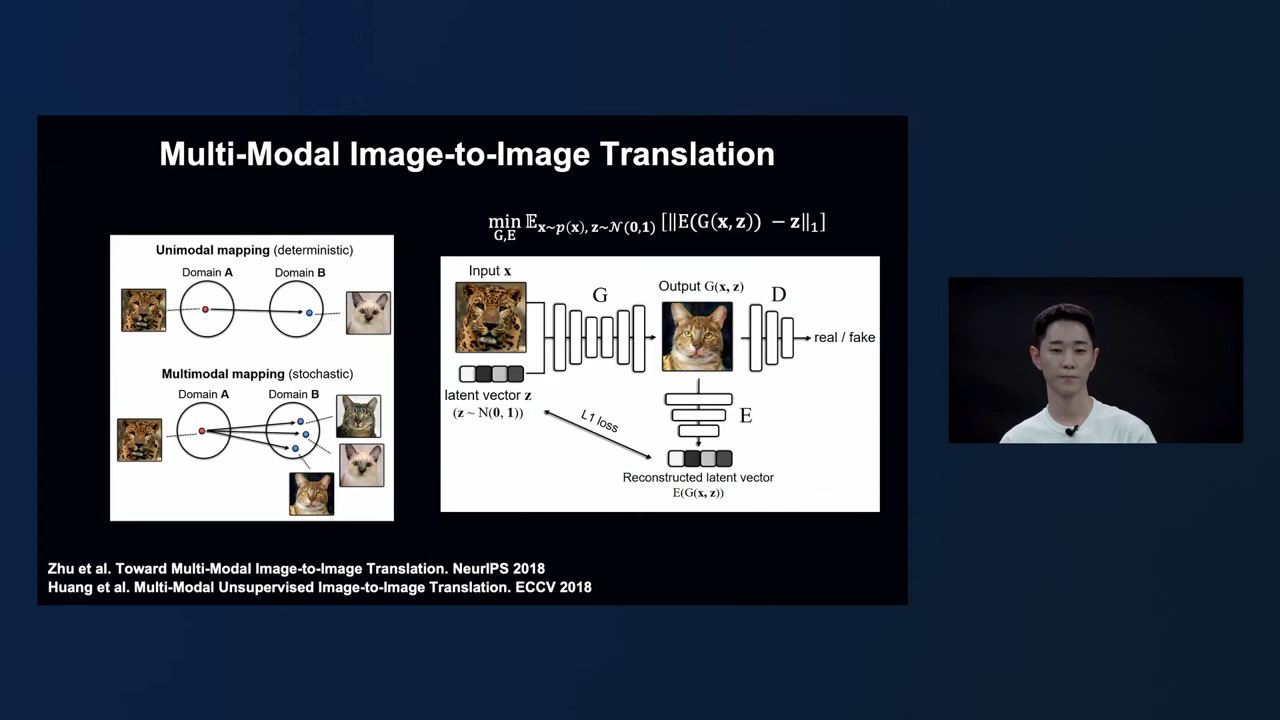 Multi-Modal Image-to-Image Translation
min G,E 𝔼x~p(x), z~𝒩(0,1) [‖E(G(x, z)) − z‖1]
Unimodal mapping (deterministic)
Domain A
Domain B
Multimodal mapping (stochastic)
Domain A
Domain B
Input x
G
Output G(x, z)
D
real / fake
latent vector z
(z ~ N(0, 1))
L1 loss
E
Reconstructed latent vector
E(G(x, z))
Zhu et al. Toward Multi-Modal Image-to-Image Translation. NeurIPS 2018
Huang et al. Multi-Modal Unsupervised Image-to-Image Translation. ECCV 2018